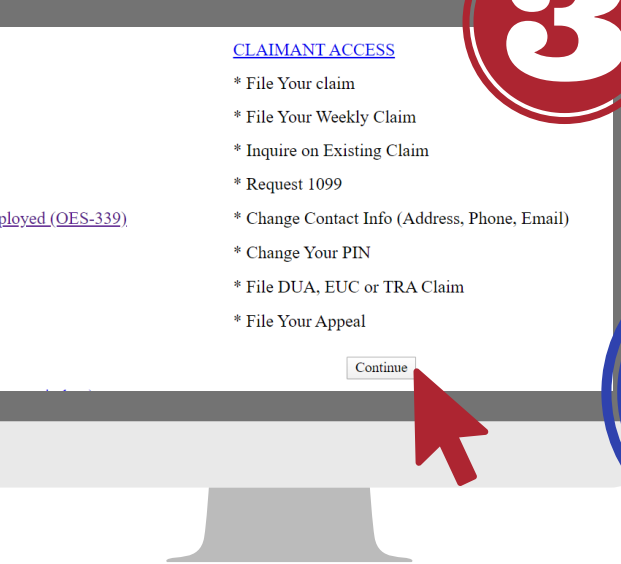 3
CLAIMANT ACCESS
* File Your claim
* File Your Weekly Claim
* Inquire on Existing Claim
* Request 1099
ployed (OES-339)
* Change Contact Info (Address, Phone, Email)
* Change Your PIN
* File DUA, EUC or TRA Claim
* File Your Appeal
Continue